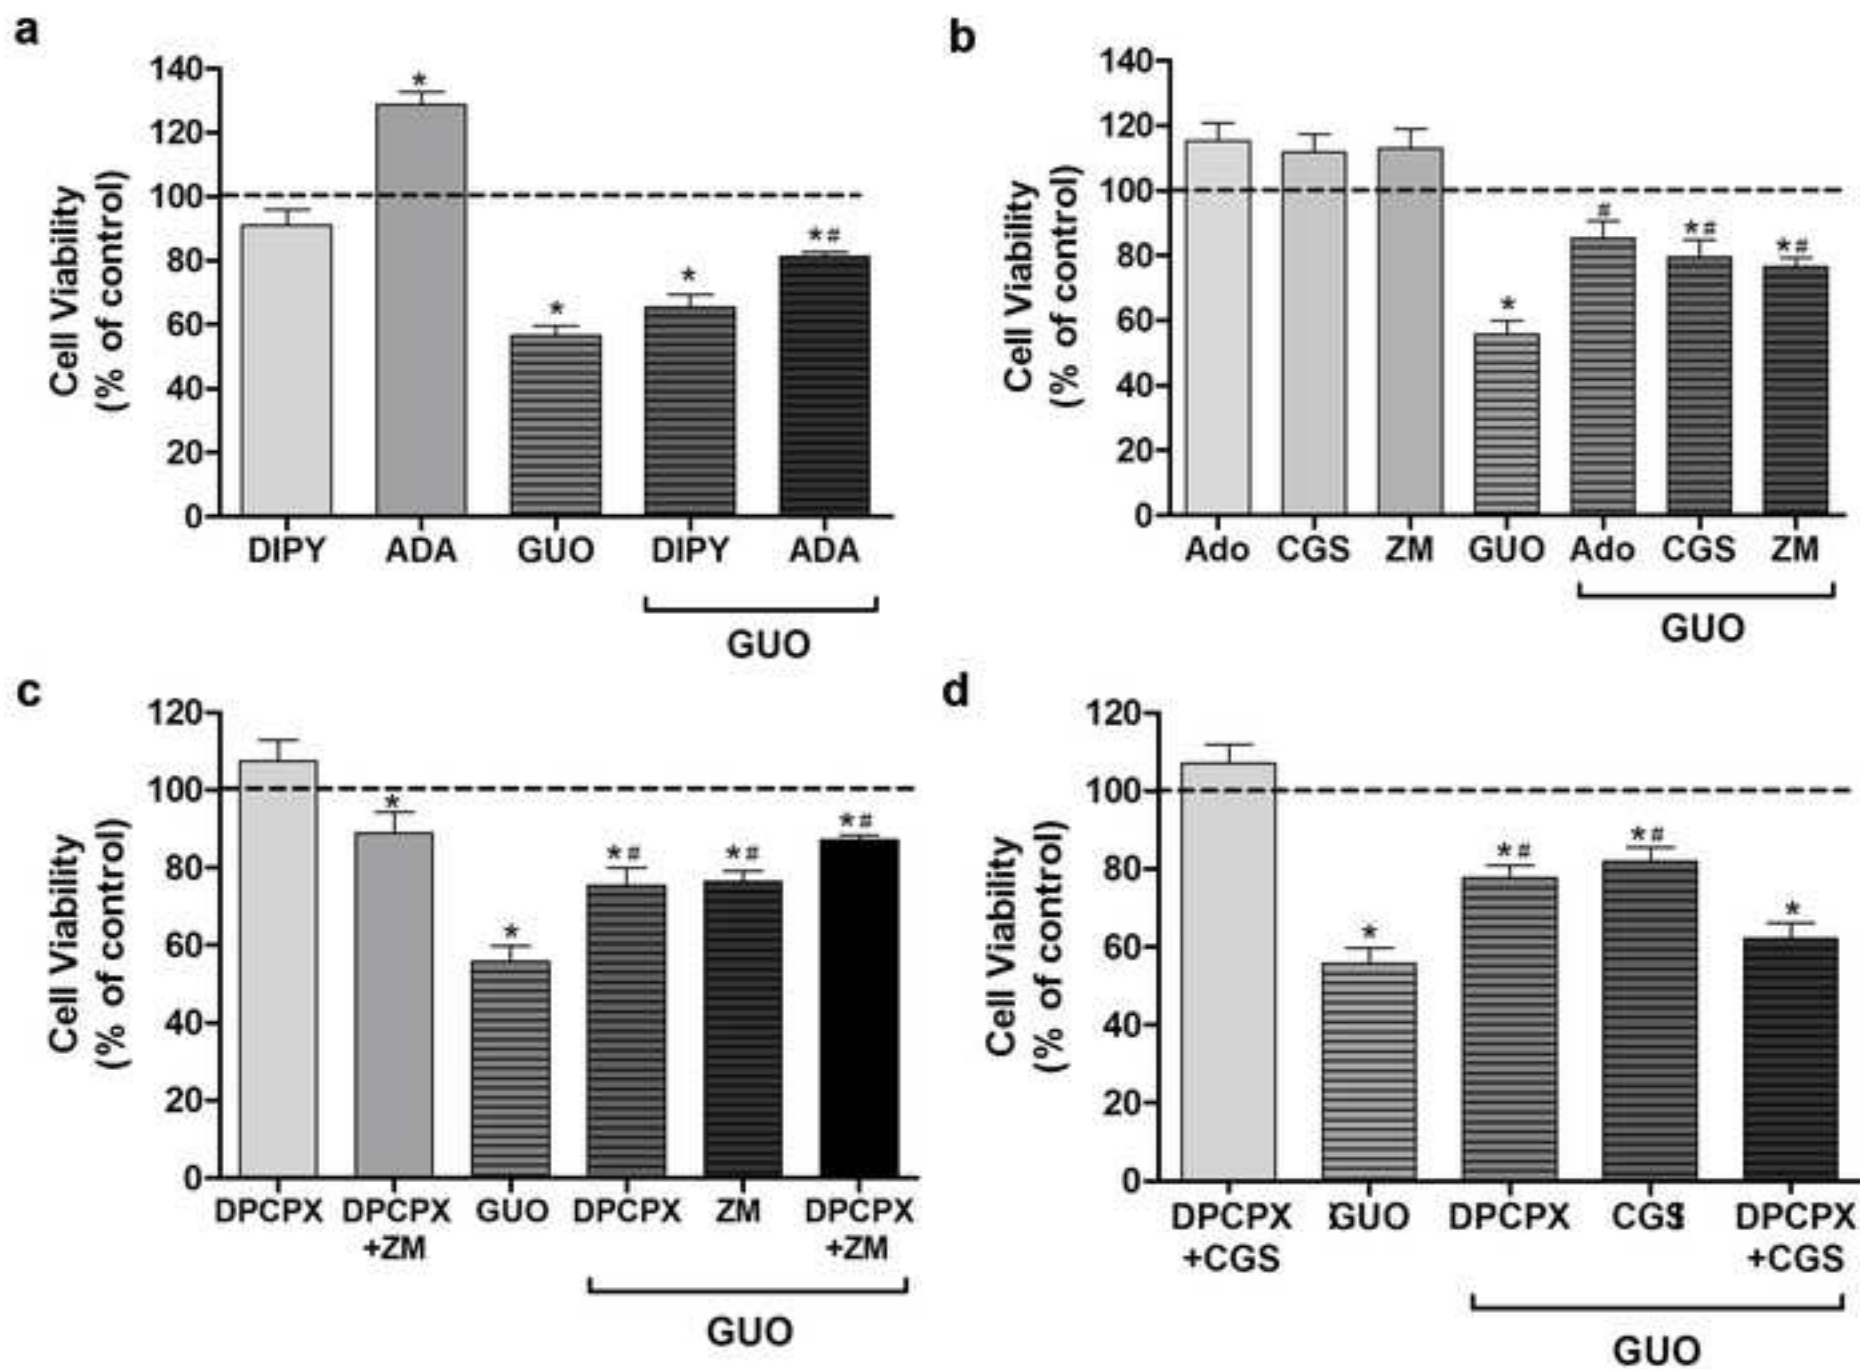 a
140
120
100
80
60
40
20
0
Cell Viability
(% of control)
*
*
*
*#
DIPY ADA GUO DIPY ADA
GUO
b
140
120
100
80
60
40
20
0
Cell Viability
(% of control)
*
#
*#
*#
Ado CGS ZM GUO Ado CGS ZM
GUO
c
120
100
80
60
40
20
0
Cell Viability
(% of control)
*
*
*#
*#
*#
DPCPX DPCPX GUO DPCPX ZM DPCPX
+ZM +ZM
GUO
d
120
100
80
60
40
20
0
Cell Viability
(% of control)
*
*#
*#
*
DPCPX GUO DPCPX CGS DPCPX
+CGS +CGS
GUO